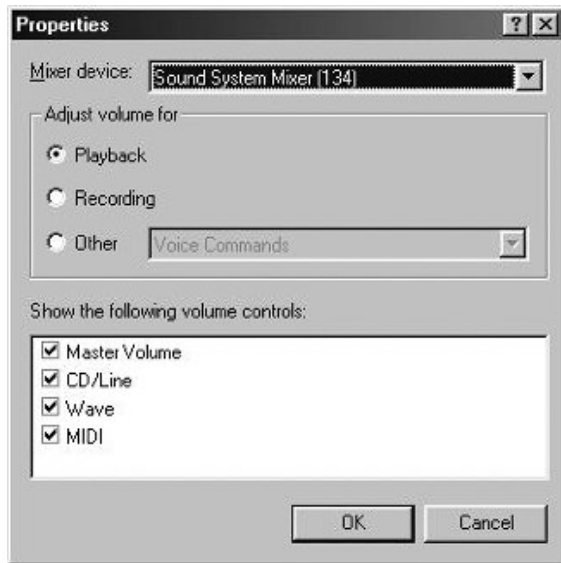 Properties
Mixer device: Sound System Mixer (134)
Adjust volume for
Playback
Recording
Other Voice Commands
Show the following volume controls:
Master Volume
CD/Line
Wave
MIDI
OK Cancel